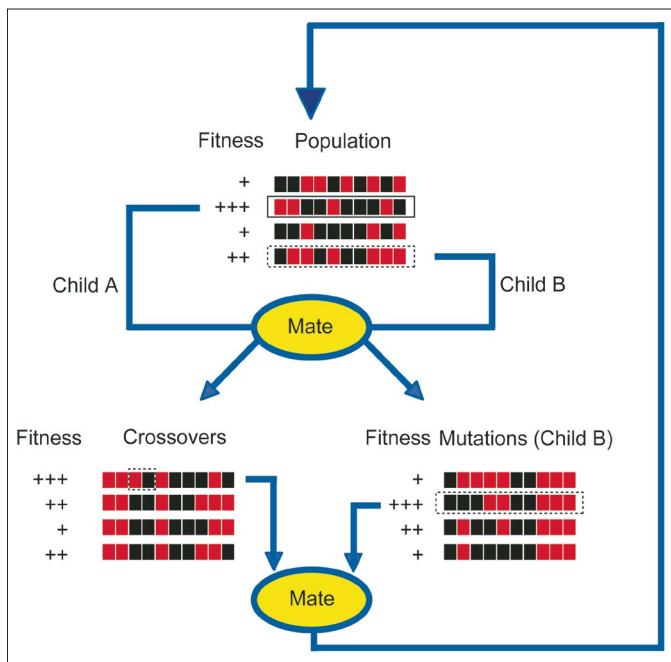 Fitness Population
+
+++
+
++
Child A
Child B
Mate
Fitness Crossovers
+++
++
+
++
Fitness Mutations (Child B)
+
+++
++
+
Mate